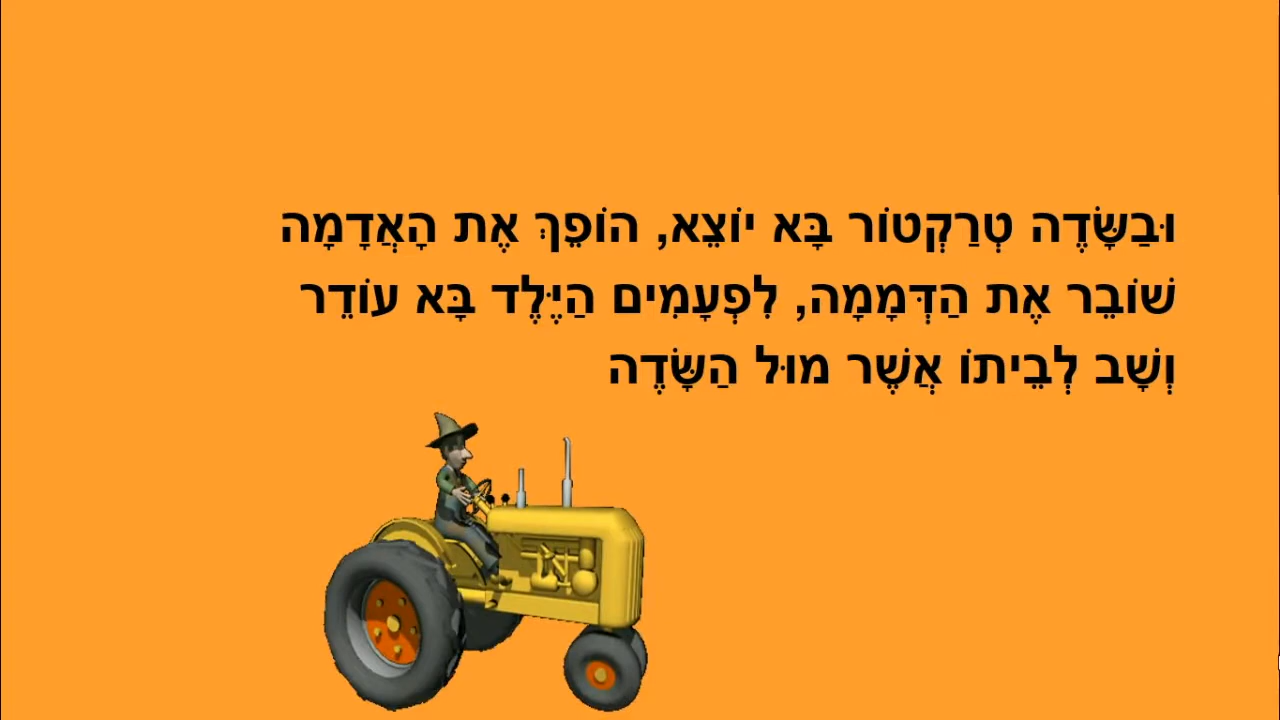 וּבַשָּׂדֶה טְרַקְטוֹר בָּא יוֹצֵא, הוֹפֵךְ אֶת הָאֲדָמָה
שׁוֹבֵר אֶת הַדְּמָמָה, לִפְעָמִים הַיֶּלֶד בָּא עוֹדֵר
וְשָׁב לְבֵיתוֹ אֲשֶׁר מוּל הַשָּׂדֶה